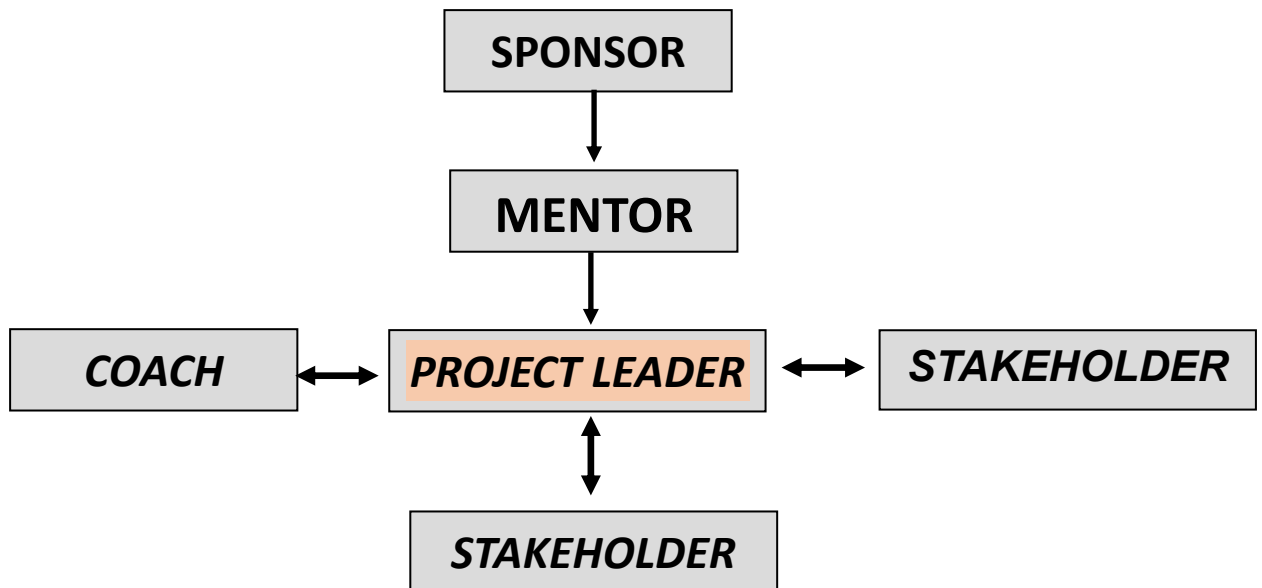 SPONSOR
MENTOR
COACH
PROJECT LEADER
STAKEHOLDER
STAKEHOLDER